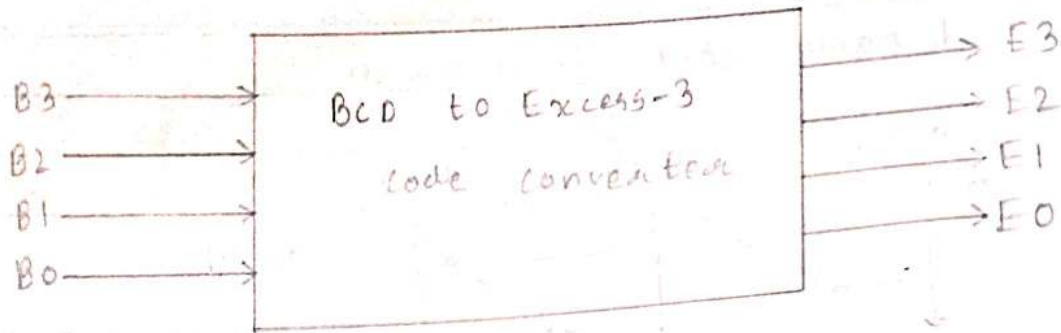 B3
B2
B1
B0
BCD to Excess-3
code converter
E3
E2
E1
E0